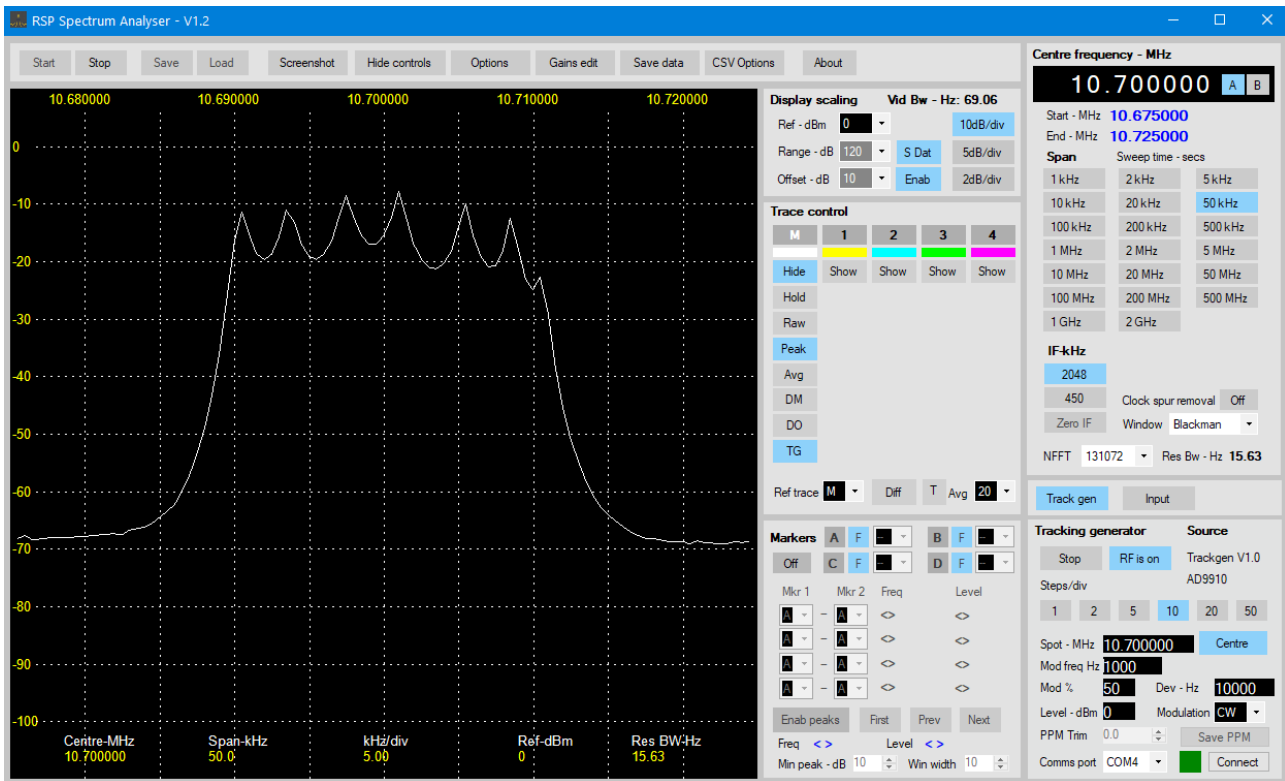 RSP Spectrum Analyser - V1.2
Start Stop Save Load Screenshot Hide controls Options Gains edit Save data CSV Options About
10.680000 10.690000 10.700000 10.710000 10.720000
0
-10
-20
-30
-40
-50
-60
-70
-80
-90
-100
Centre-MHz Span-kHz kHz/div Ref-dBm Res BW-Hz
10.700000 50.0 5.00 0 15.63
Display scaling Vid Bw - Hz: 69.06
Ref - dBm 0 10dB/div
Range - dB 120 S Dat 5dB/div
Offset - dB 10 Enab 2dB/div
Trace control
M 1 2 3 4
Hide Show Show Show Show
Hold
Raw
Peak
Avg
DM
DO
TG
Ref trace M Diff T Avg 20
Markers A F – B F –
Off C F – D F –
Mkr 1 Mkr 2 Freq Level
A – A <> <>
A – A <> <>
A – A <> <>
A – A <> <>
Enab peaks First Prev Next
Freq < > Level < >
Min peak - dB 10 Win width 10
Centre frequency - MHz
10.700000 A B
Start - MHz 10.675000
End - MHz 10.725000
Span Sweep time - secs
1 kHz 2 kHz 5 kHz
10 kHz 20 kHz 50 kHz
100 kHz 200 kHz 500 kHz
1 MHz 2 MHz 5 MHz
10 MHz 20 MHz 50 MHz
100 MHz 200 MHz 500 MHz
1 GHz 2 GHz
IF-kHz
2048
450 Clock spur removal Off
Zero IF Window Blackman
NFFT 131072 Res Bw - Hz 15.63
Track gen Input
Tracking generator Source
Stop RF is on Trackgen V1.0
AD9910
Steps/div
1 2 5 10 20 50
Spot - MHz 10.700000 Centre
Mod freq Hz 1000
Mod % 50 Dev - Hz 10000
Level - dBm 0 Modulation CW
PPM Trim 0.0 Save PPM
Comms port COM4 Connect